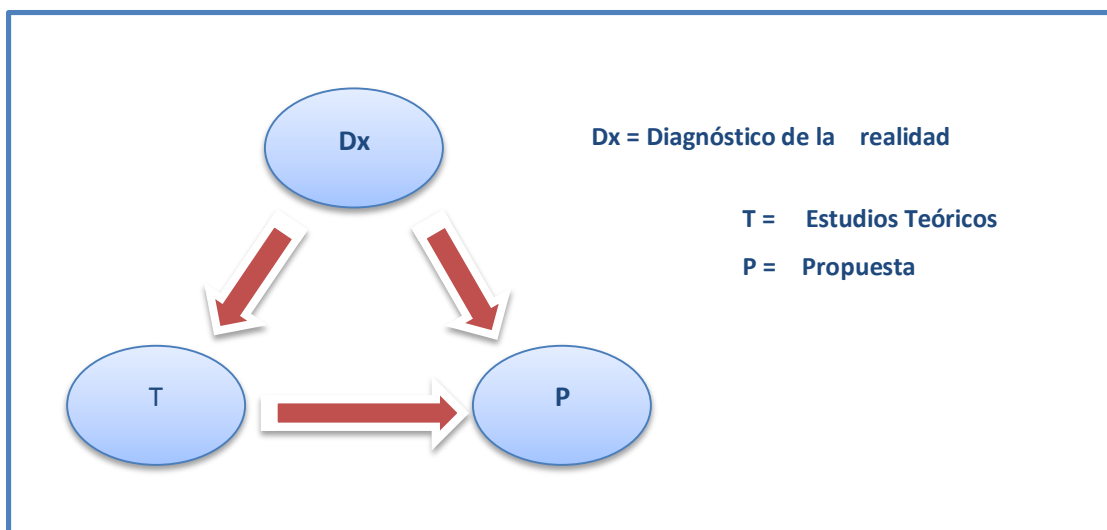 Dx
Dx = Diagnóstico de la realidad
T = Estudios Teóricos
P = Propuesta
T
P